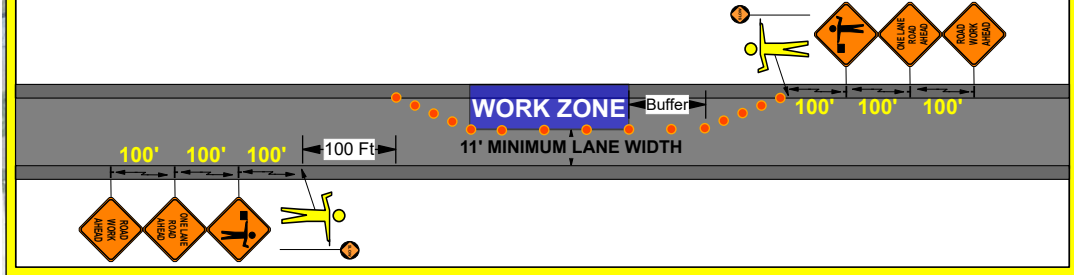 ONE LANE
ROAD
AHEAD
ROAD
WORK
AHEAD
100'
100'
100'
WORK ZONE
Buffer
11' MINIMUM LANE WIDTH
100'
100'
100'
100 Ft
ROAD
WORK
AHEAD
ONE LANE
ROAD
AHEAD